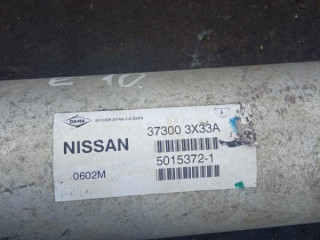 E 10.
DANA
NISSAN
37300 3X33A
5015372-1
0602M